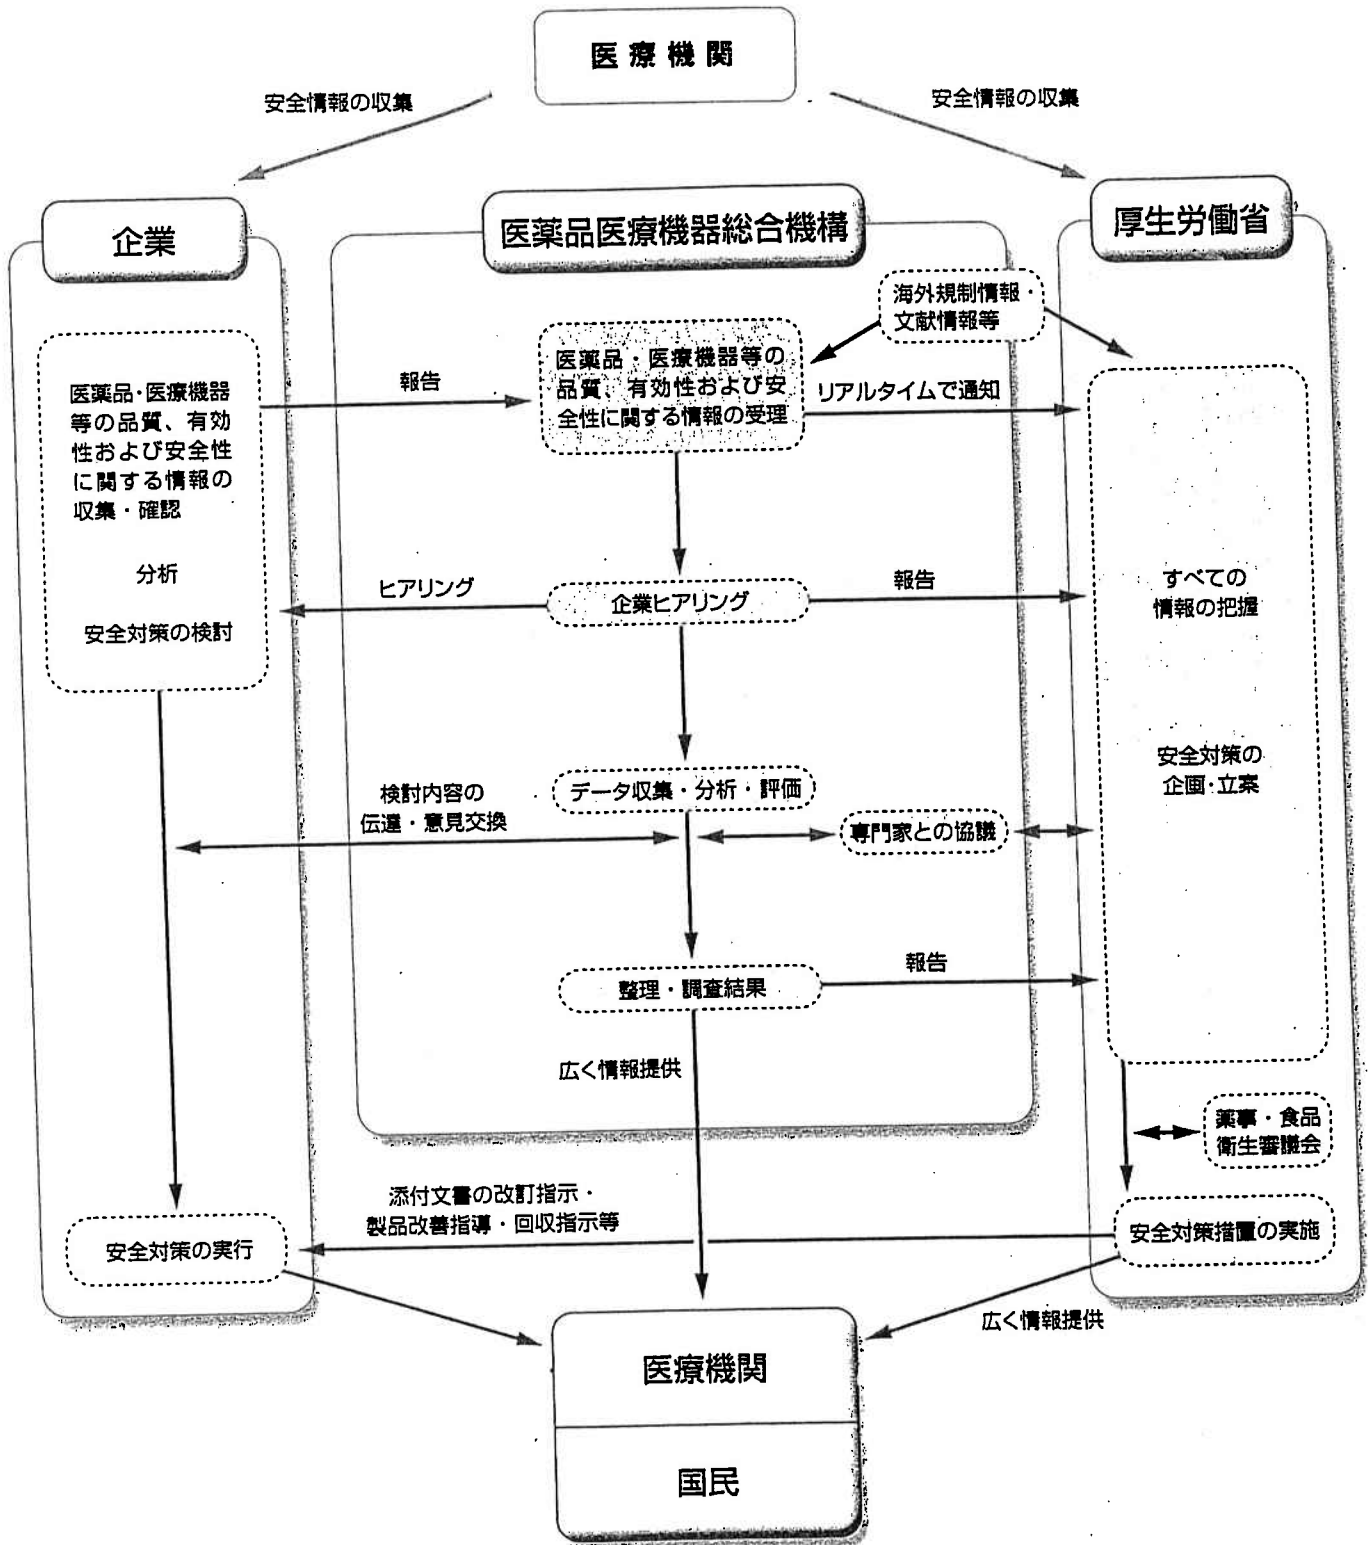 医療機関
安全情報の収集
安全情報の収集
企業
医薬品医療機器総合機構
厚生労働省
海外規制情報・
文献情報等
医薬品・医療機器
等の品質、有効
性および安全性
に関する情報の
収集・確認
分析
安全対策の検討
報告
医薬品・医療機器等の
品質、有効性および安
全性に関する情報の受理
リアルタイムで通知
ヒアリング
企業ヒアリング
報告
すべての
情報の把握
安全対策の
企画・立案
検討内容の
伝達・意見交換
データ収集・分析・評価
専門家との協議
整理・調査結果
報告
広く情報提供
薬事・食品
衛生審議会
添付文書の改訂指示・
製品改善指導・回収指示等
安全対策の実行
安全対策措置の実施
広く情報提供
医療機関
国民